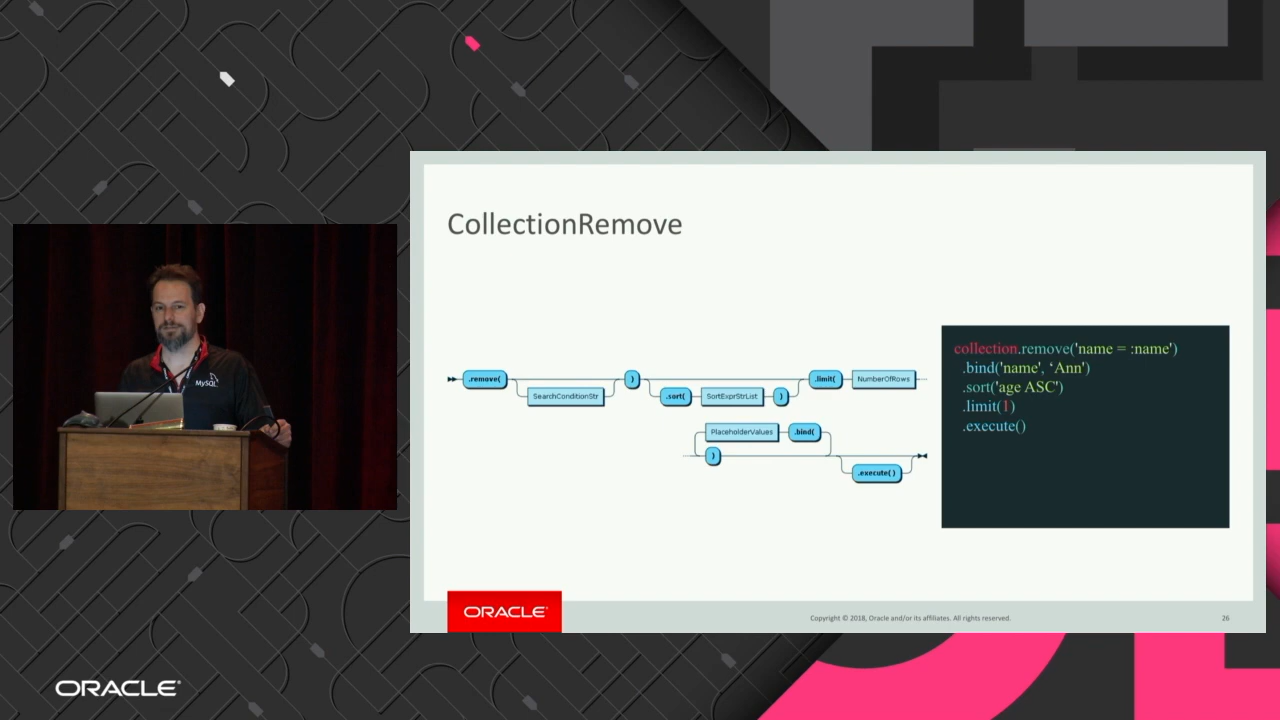 CollectionRemove
.remove(
SearchConditionStr
)
.sort(
SortExprStrList
)
.limit(
NumberOfRows
PlaceholderValues
.bind(
)
.execute()
collection.remove('name = :name')
.bind('name', ‘Ann')
.sort('age ASC')
.limit(1)
.execute()
MySQL
ORACLE
Copyright © 2018, Oracle and/or its affiliates. All rights reserved.
26
ORACLE